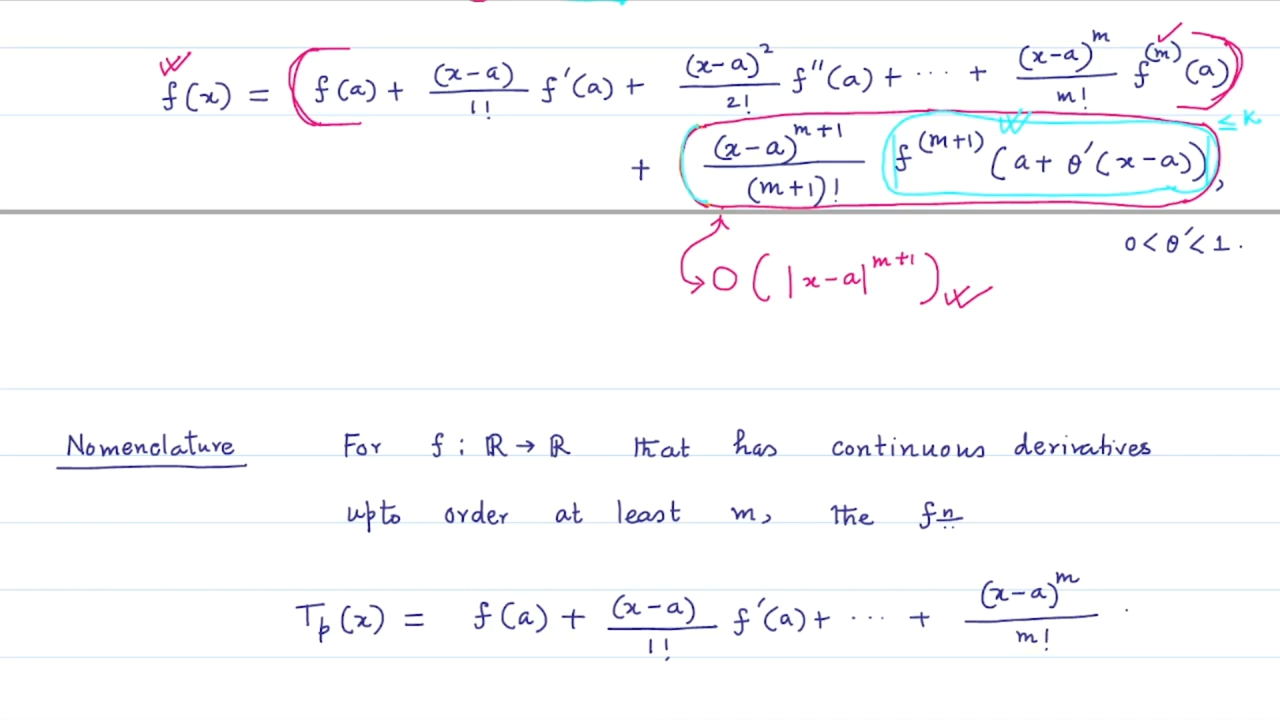 f(x) = (f(a) + (x-a)/1! f'(a) + (x-a)²/2! f''(a) + ··· + (x-a)^m/m! f^(m)(a))
+ (x-a)^(m+1)/(m+1)! f^(m+1)(a + θ'(x-a)), ≤ K
0 < θ' < 1.
O(|x-a|^(m+1))
Nomenclature For f : ℝ → ℝ that has continuous derivatives
upto order at least m, the fn
T_p(x) = f(a) + (x-a)/1! f'(a) + ··· + (x-a)^m/m!